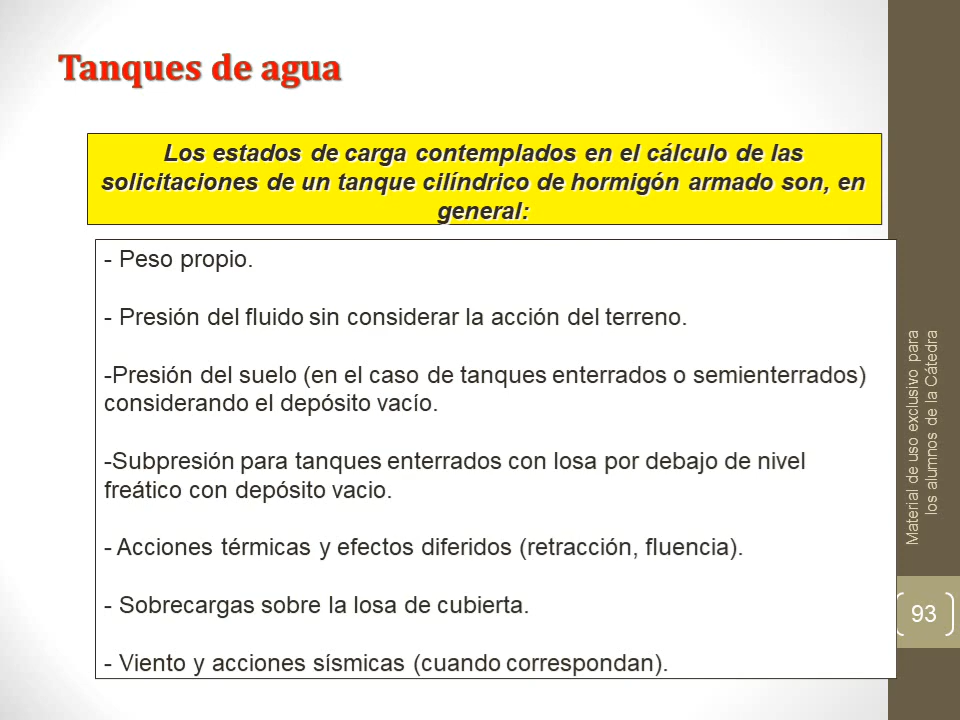 Tanques de agua
Los estados de carga contemplados en el cálculo de las
solicitaciones de un tanque cilíndrico de hormigón armado son, en
general:
- Peso propio.
- Presión del fluido sin considerar la acción del terreno.
-Presión del suelo (en el caso de tanques enterrados o semienterrados)
considerando el depósito vacío.
-Subpresión para tanques enterrados con losa por debajo de nivel
freático con depósito vacio.
- Acciones térmicas y efectos diferidos (retracción, fluencia).
- Sobrecargas sobre la losa de cubierta.
- Viento y acciones sísmicas (cuando correspondan).
Material de uso exclusivo para
los alumnos de la Cátedra
93